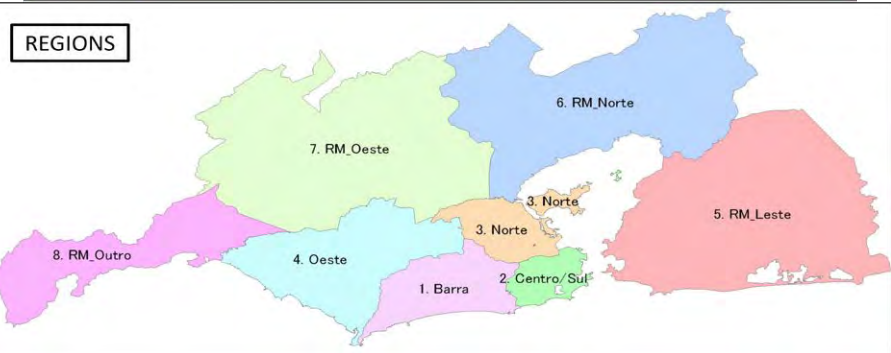 REGIONS
6. RM_Norte
7. RM_Oeste
3. Norte
5. RM_Leste
3. Norte
8. RM_Outro
4. Oeste
2. Centro/Sul
1. Barra